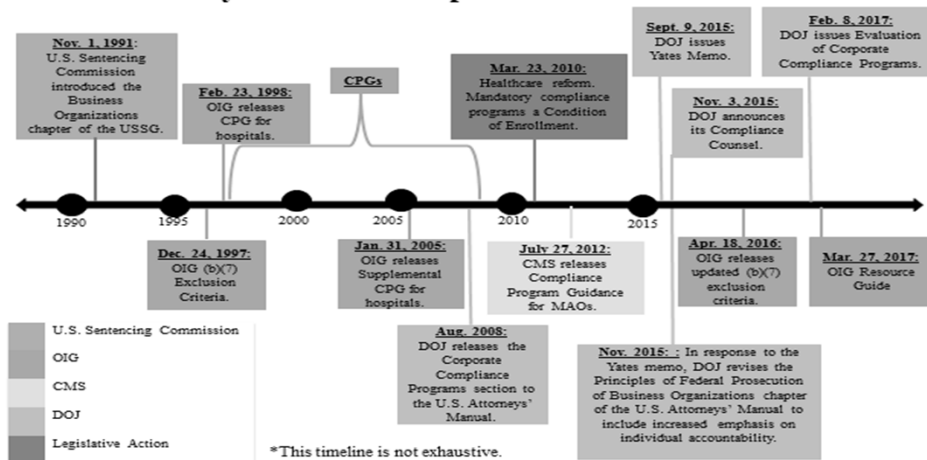 Nov. 1, 1991:
U.S. Sentencing
Commission
introduced the
Business
Organizations
chapter of the USSG.
Feb. 23, 1998:
OIG releases
CPG for
hospitals.
CPGs
Mar. 23, 2010:
Healthcare reform.
Mandatory compliance
programs a Condition
of Enrollment.
Sept. 9, 2015:
DOJ issues
Yates Memo.
Nov. 3, 2015:
DOJ announces
its Compliance
Counsel.
Feb. 8, 2017:
DOJ issues Evaluation
of Corporate
Compliance Programs.
1990
1995
2000
2005
2010
2015
Dec. 24, 1997:
OIG (b)(7)
Exclusion
Criteria.
Jan. 31, 2005:
OIG releases
Supplemental
CPG for
hospitals.
Aug. 2008:
DOJ releases the
Corporate
Compliance
Programs section to
the U.S. Attorneys'
Manual.
July 27, 2012:
CMS releases
Compliance
Program Guidance
for MAOs.
Nov. 2015: : In response to the
Yates memo, DOJ revises the
Principles of Federal Prosecution
of Business Organizations chapter
of the U.S. Attorneys' Manual to
include increased emphasis on
individual accountability.
Apr. 18, 2016:
OIG releases
updated (b)(7)
exclusion
criteria.
Mar. 27, 2017:
OIG Resource
Guide
U.S. Sentencing Commission
OIG
CMS
DOJ
Legislative Action
*This timeline is not exhaustive.